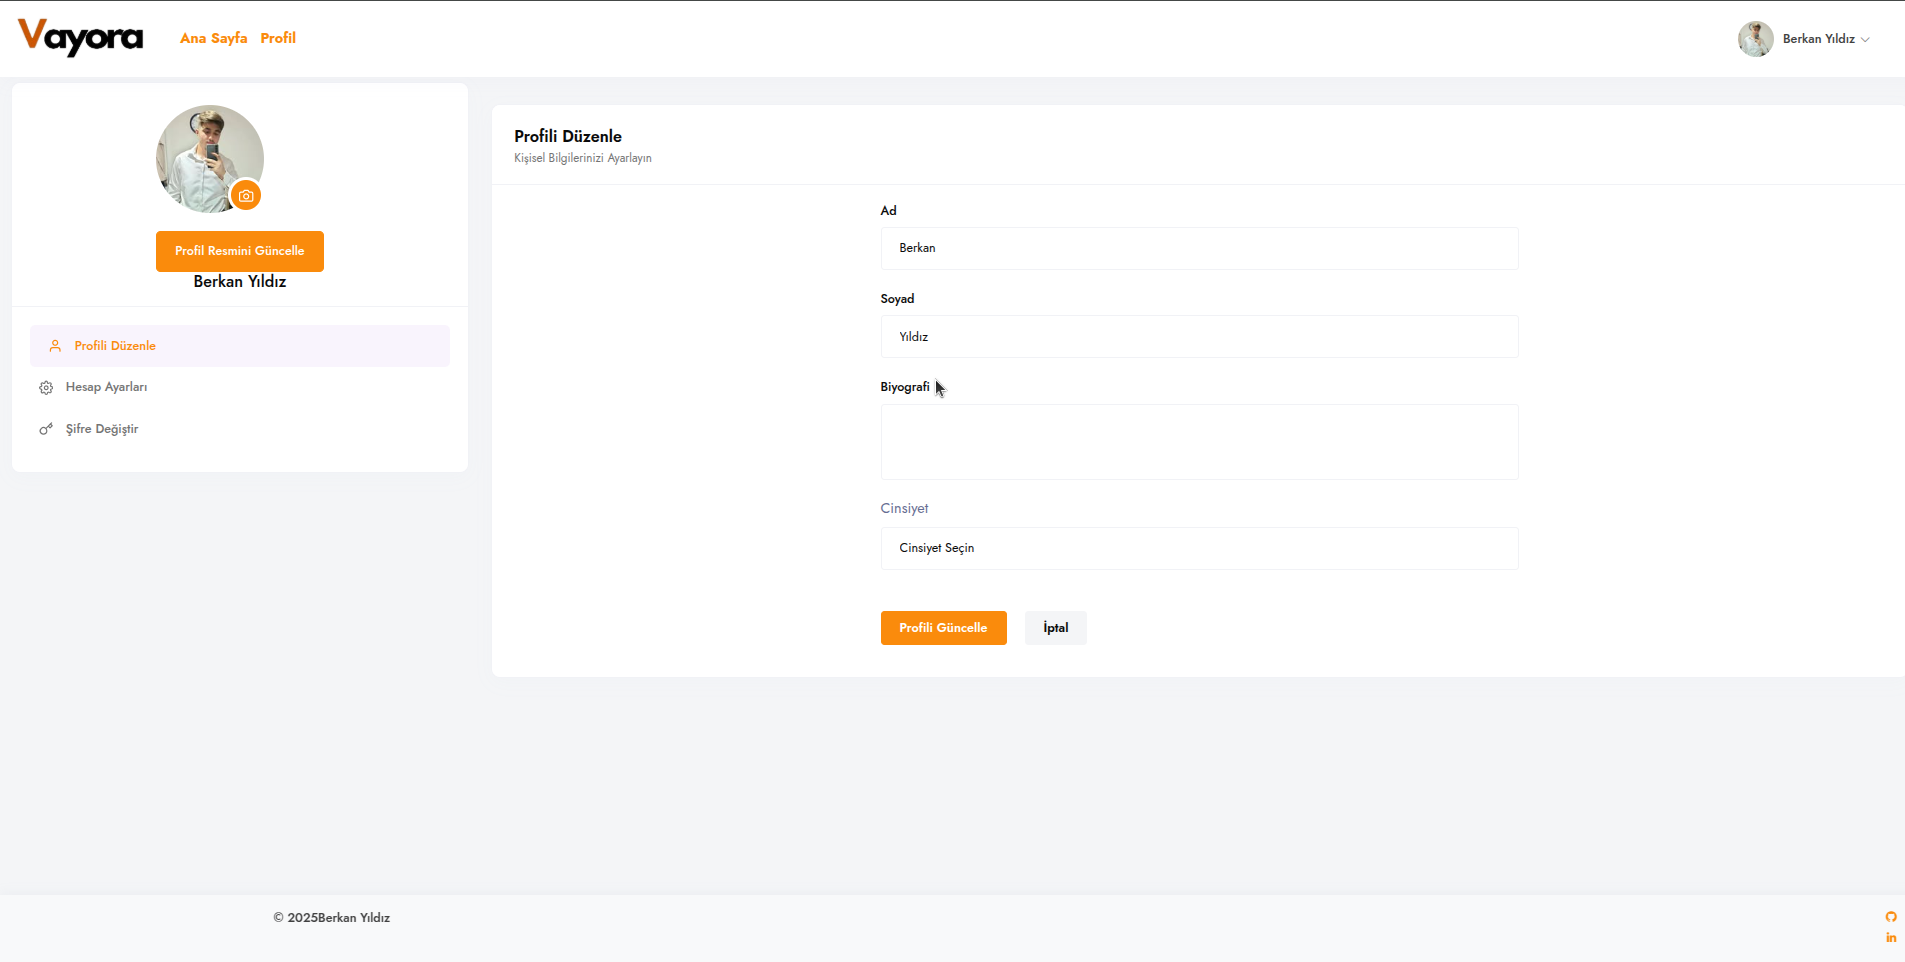 Vayora
Ana Sayfa Profil
Berkan Yıldız
Profil Resmini Güncelle
Berkan Yıldız
Profili Düzenle
Hesap Ayarları
Şifre Değiştir
Profili Düzenle
Kişisel Bilgilerinizi Ayarlayın
Ad
Berkan
Soyad
Yıldız
Biyografi
Cinsiyet
Cinsiyet Seçin
Profili Güncelle İptal
© 2025Berkan Yıldız
in